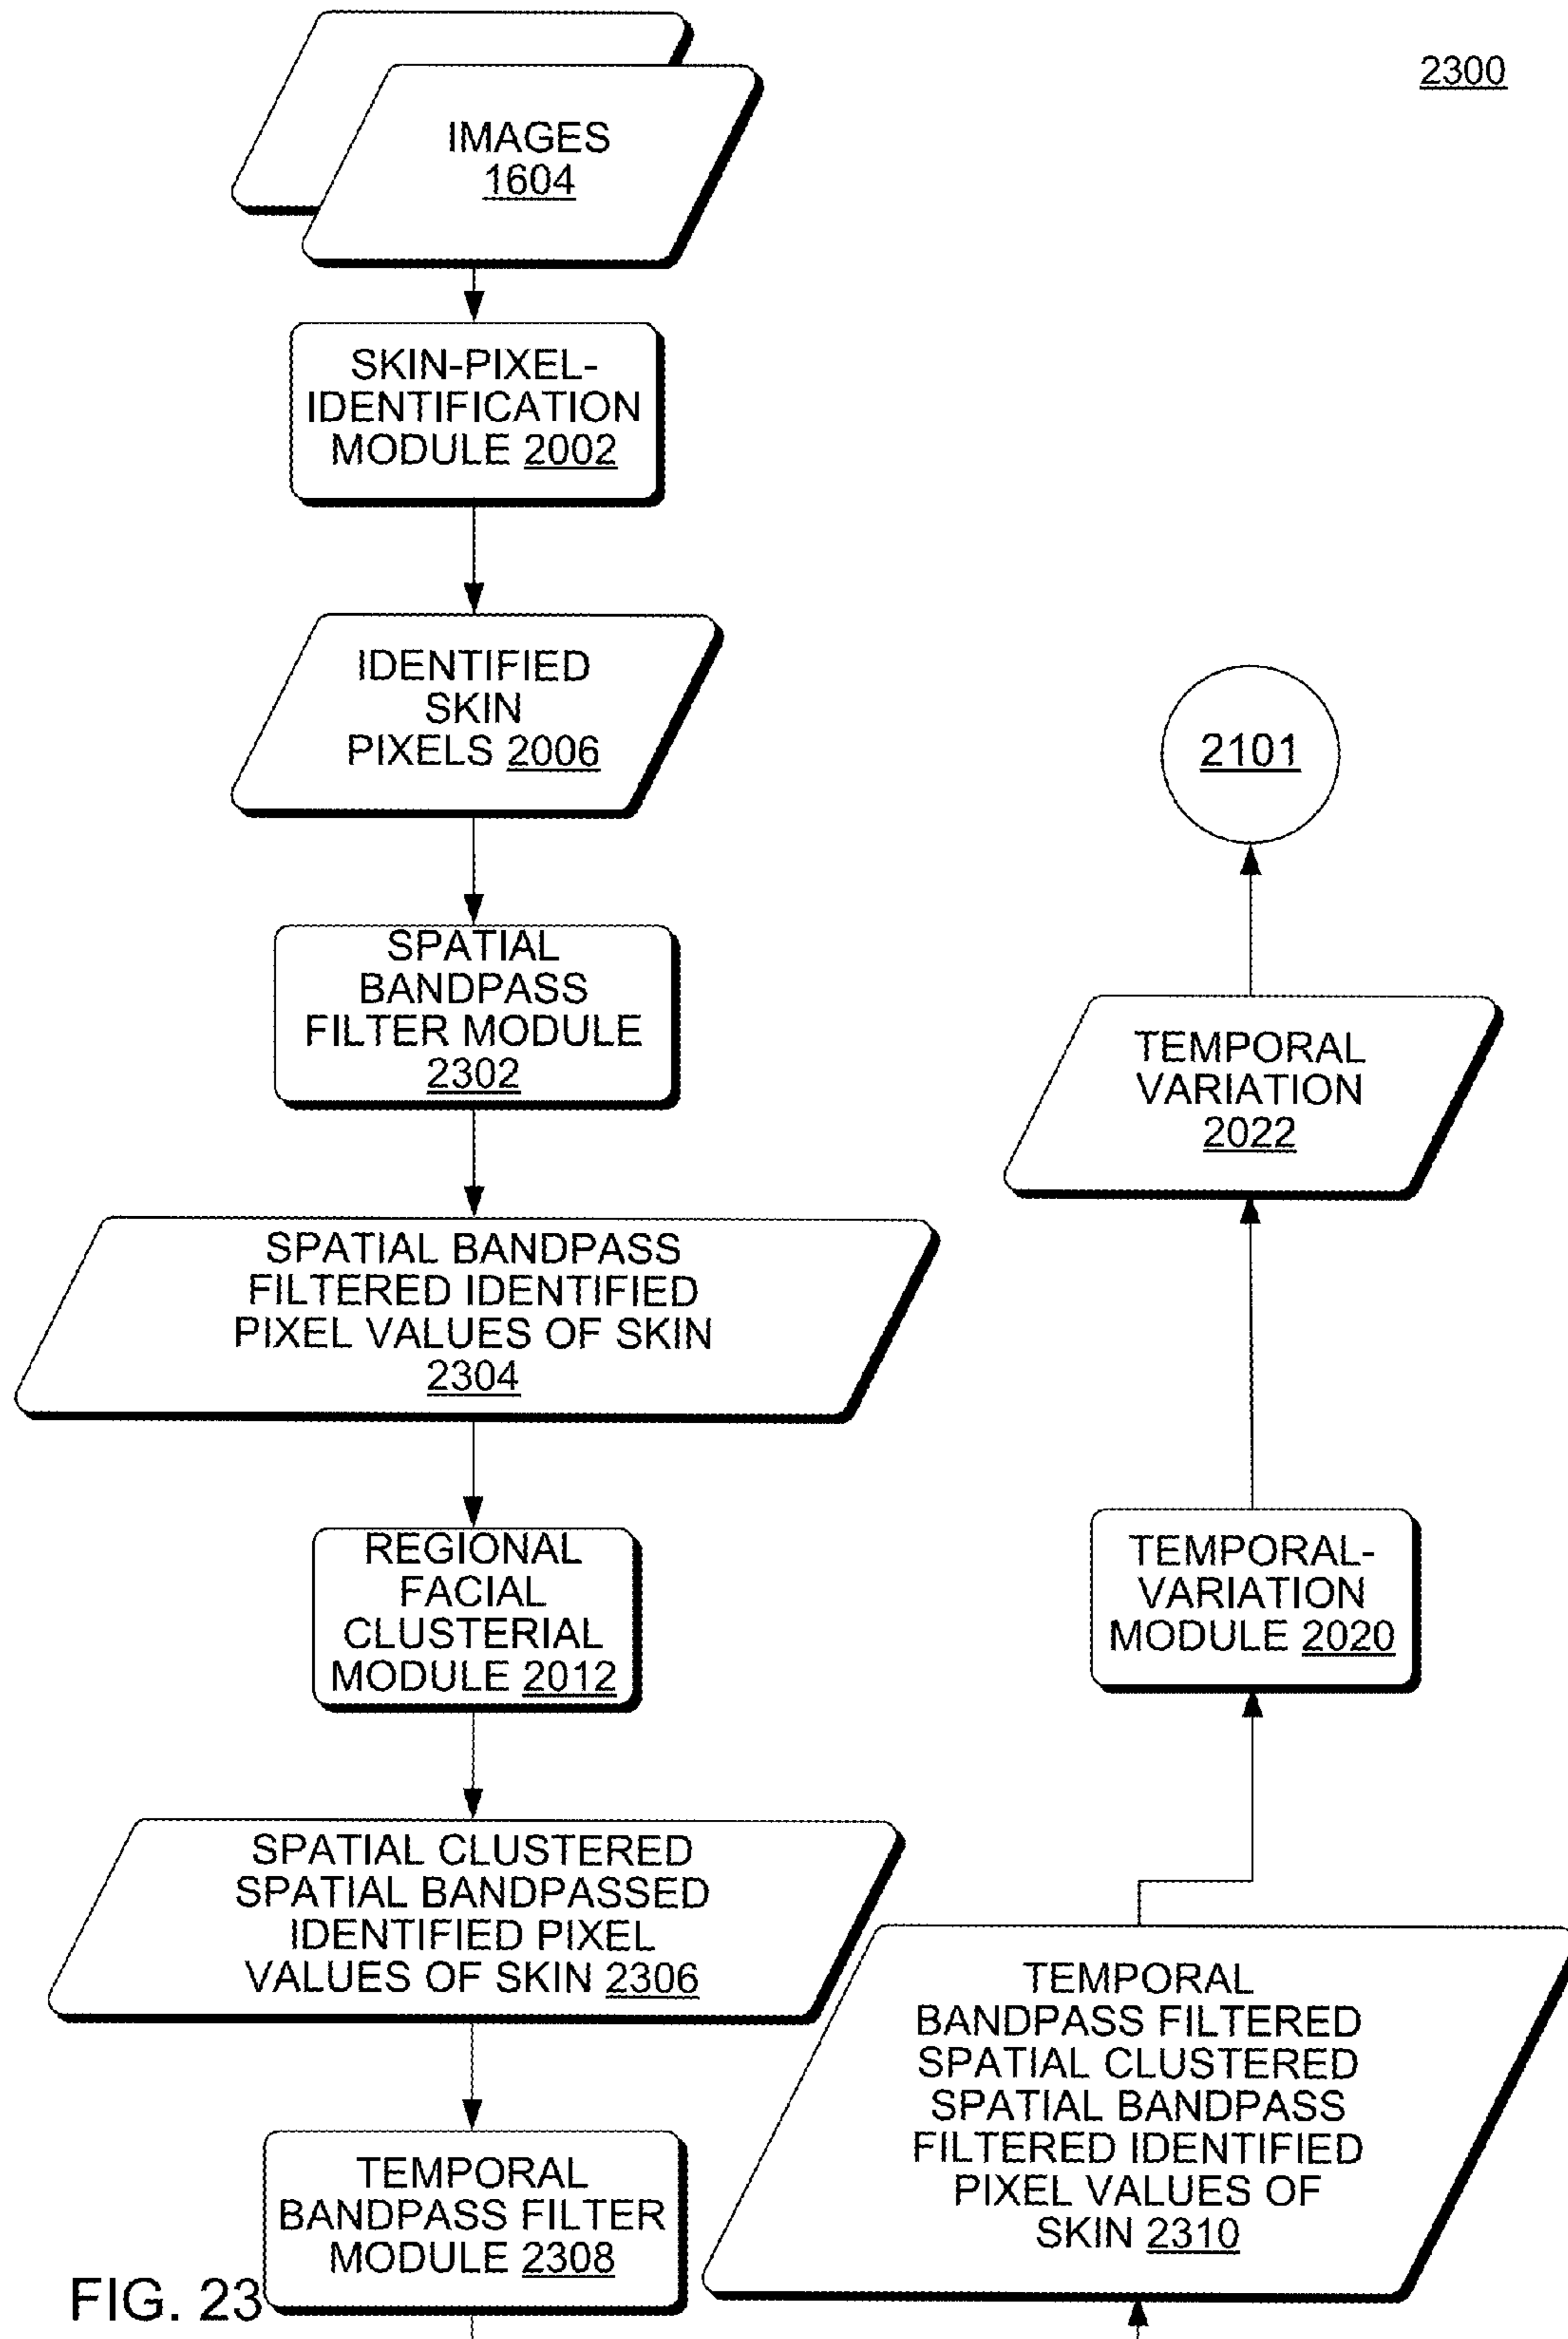 2300
IMAGES
1604
SKIN-PIXEL-
IDENTIFICATION
MODULE 2002
IDENTIFIED
SKIN
PIXELS 2006
SPATIAL
BANDPASS
FILTER MODULE
2302
SPATIAL BANDPASS
FILTERED IDENTIFIED
PIXEL VALUES OF SKIN
2304
REGIONAL
FACIAL
CLUSTERIAL
MODULE 2012
SPATIAL CLUSTERED
SPATIAL BANDPASSED
IDENTIFIED PIXEL
VALUES OF SKIN 2306
TEMPORAL
BANDPASS FILTER
MODULE 2308
TEMPORAL
BANDPASS FILTERED
SPATIAL CLUSTERED
SPATIAL BANDPASS
FILTERED IDENTIFIED
PIXEL VALUES OF
SKIN 2310
TEMPORAL-
VARIATION
MODULE 2020
TEMPORAL
VARIATION
2022
2101
FIG. 23